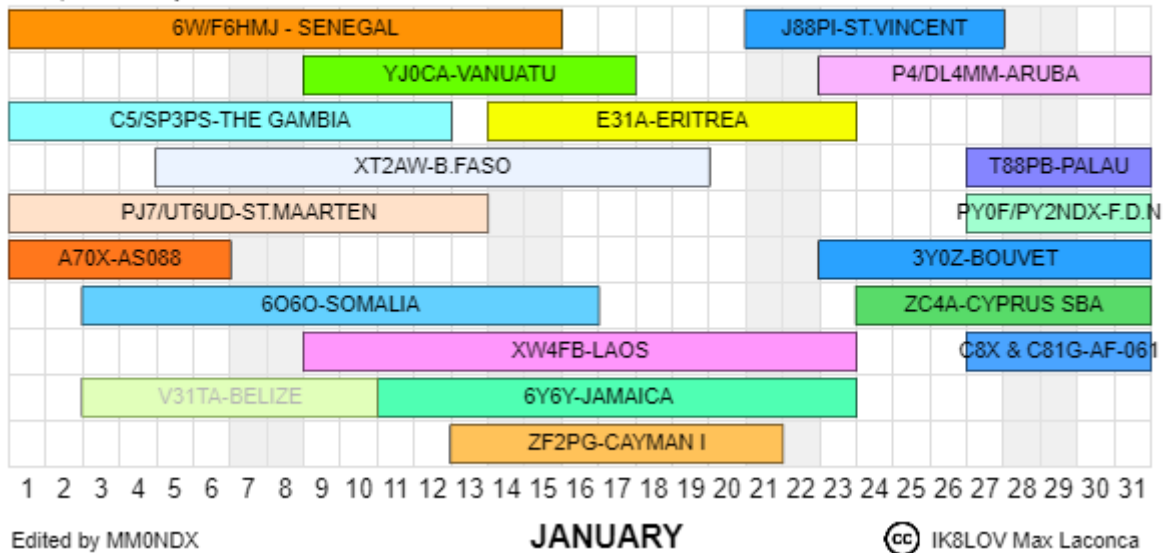 6W/F6HMJ - SENEGAL J88PI-ST.VINCENT
YJ0CA-VANUATU P4/DL4MM-ARUBA
C5/SP3PS-THE GAMBIA E31A-ERITREA
XT2AW-B.FASO T88PB-PALAU
PJ7/UT6UD-ST.MAARTEN PY0F/PY2NDX-F.D.N
A70X-AS088 3Y0Z-BOUVET
6O6O-SOMALIA ZC4A-CYPRUS SBA
XW4FB-LAOS C8X & C81G-AF-061
V31TA-BELIZE 6Y6Y-JAMAICA
ZF2PG-CAYMAN I
1 2 3 4 5 6 7 8 9 10 11 12 13 14 15 16 17 18 19 20 21 22 23 24 25 26 27 28 29 30 31
Edited by MM0NDX JANUARY cc IK8LOV Max Laconca